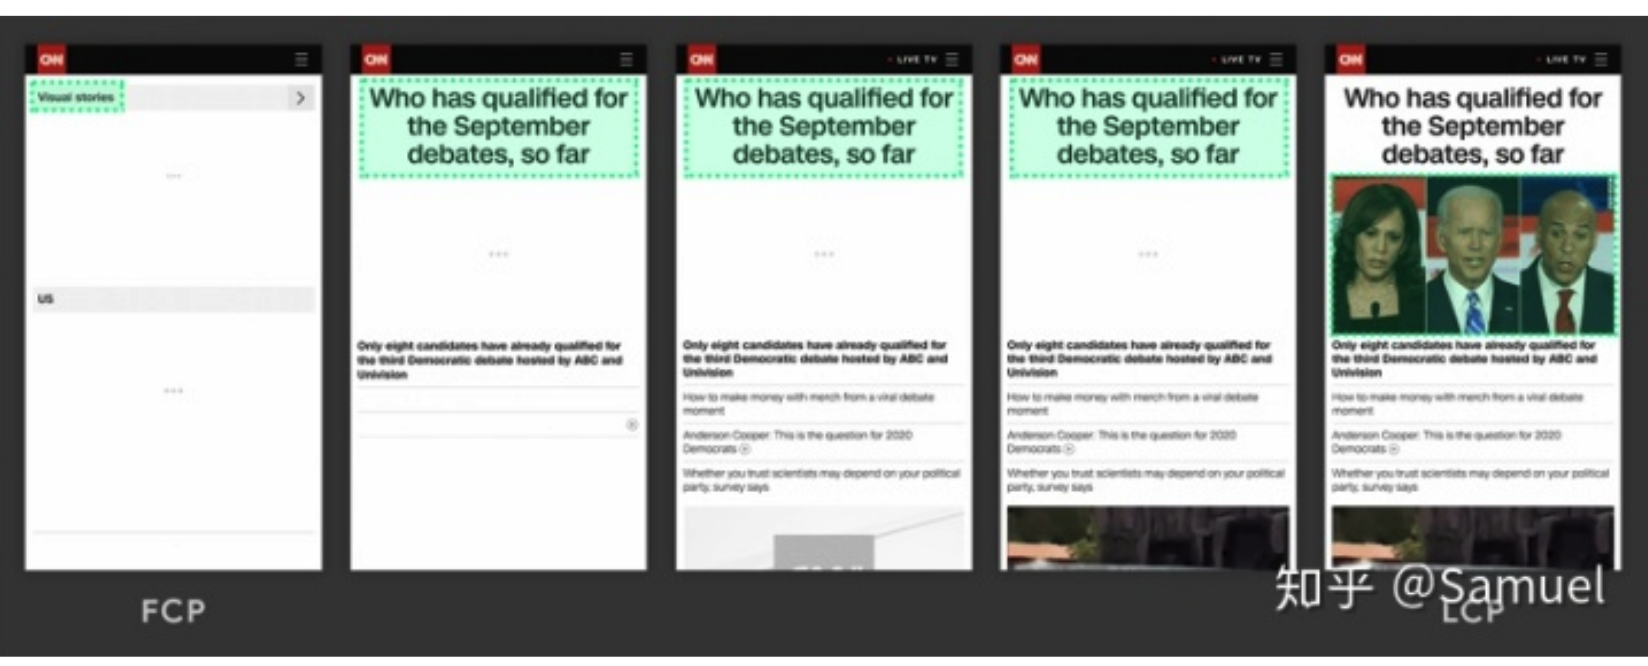 CNN
Visual stories
US
FCP
CNN
Who has qualified for
the September
debates, so far
Only eight candidates have already qualified for
the third Democratic debate hosted by ABC and
Univision
CNN
LIVE TV
Who has qualified for
the September
debates, so far
Only eight candidates have already qualified for
the third Democratic debate hosted by ABC and
Univision
How to make money with merch from a viral debate
moment
Anderson Cooper: This is the question for 2020
Democrats
Whether you trust scientists may depend on your political
party, survey says
CNN
LIVE TV
Who has qualified for
the September
debates, so far
Only eight candidates have already qualified for
the third Democratic debate hosted by ABC and
Univision
How to make money with merch from a viral debate
moment
Anderson Cooper: This is the question for 2020
Democrats
Whether you trust scientists may depend on your political
party, survey says
CNN
LIVE TV
Who has qualified for
the September
debates, so far
Only eight candidates have already qualified for
the third Democratic debate hosted by ABC and
Univision
How to make money with merch from a viral debate
moment
Anderson Cooper: This is the question for 2020
Democrats
Whether you trust scientists may depend on your political
party, survey says
LCP
知乎 @Samuel